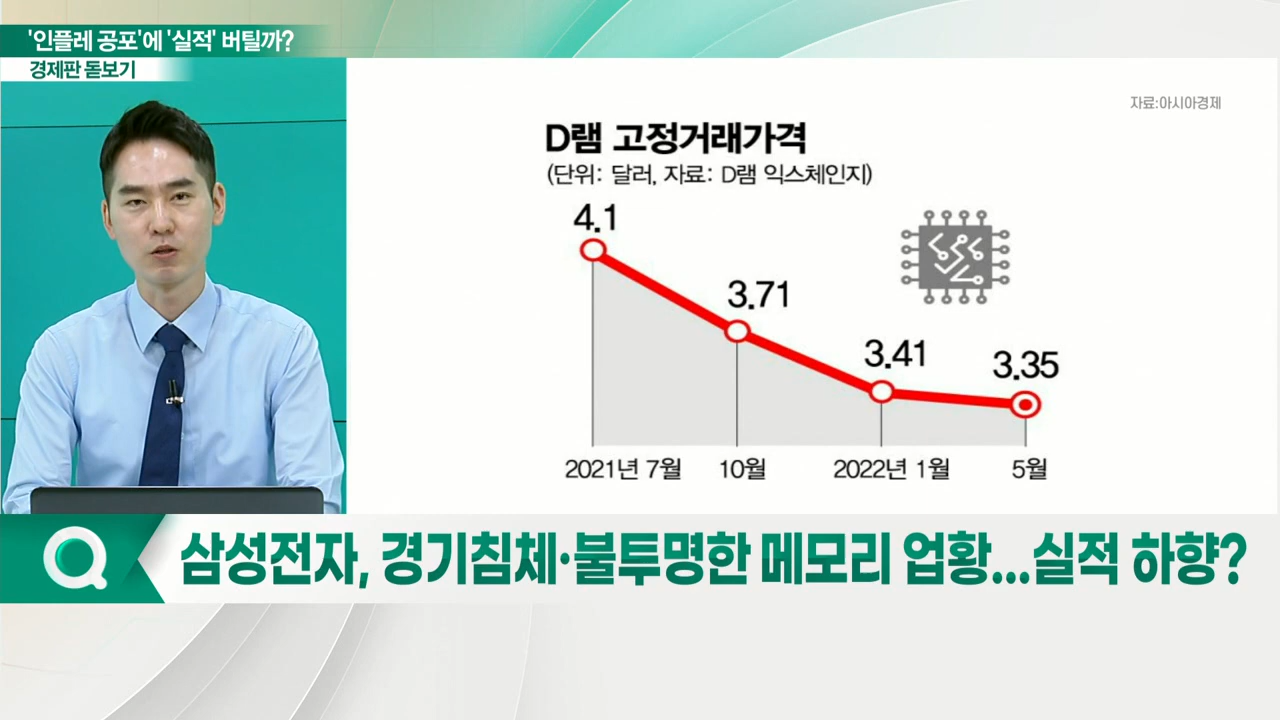 '인플레 공포'에 '실적' 버틸까?
경제판 돋보기
자료:아시아경제
D램 고정거래가격
(단위: 달러, 자료: D램 익스체인지)
4.1
3.71
3.41
3.35
2021년 7월 10월 2022년 1월 5월
삼성전자, 경기침체·불투명한 메모리 업황...실적 하향?